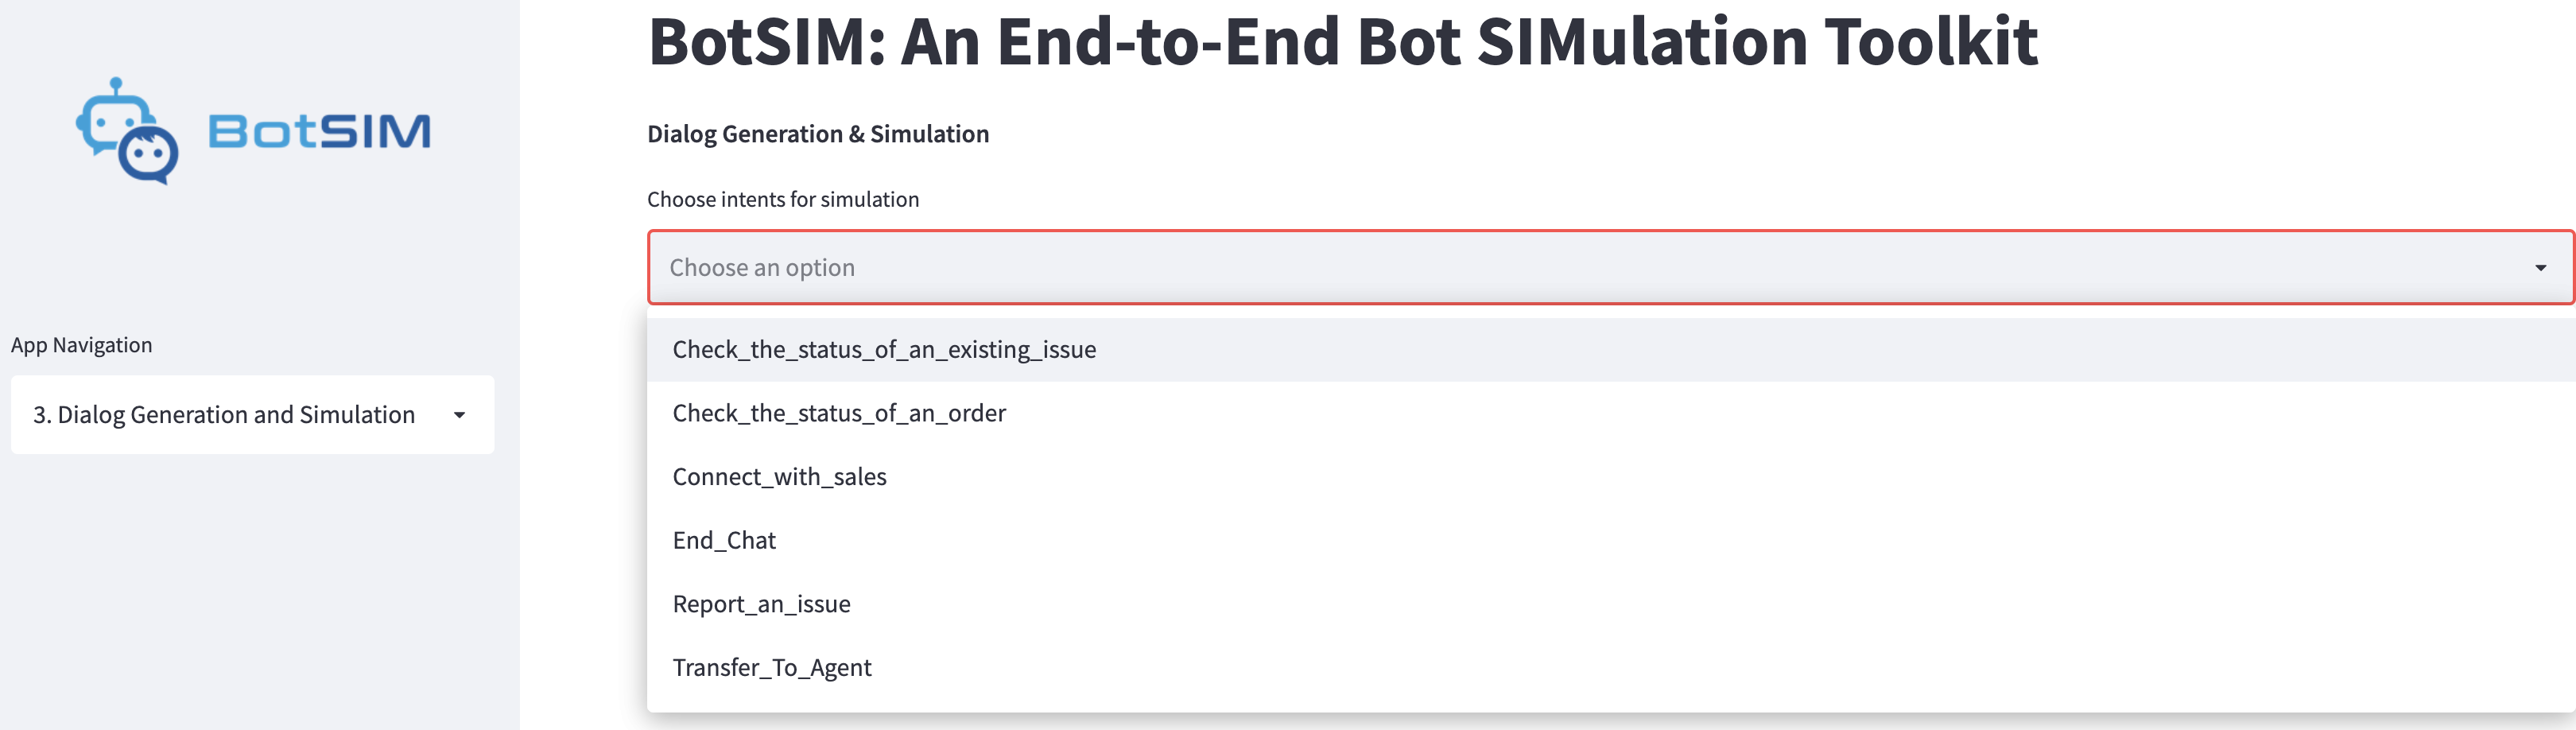 BotSIM: An End-to-End Bot SIMulation Toolkit
BotSIM
Dialog Generation & Simulation
Choose intents for simulation
Choose an option
App Navigation
3. Dialog Generation and Simulation
Check_the_status_of_an_existing_issue
Check_the_status_of_an_order
Connect_with_sales
End_Chat
Report_an_issue
Transfer_To_Agent